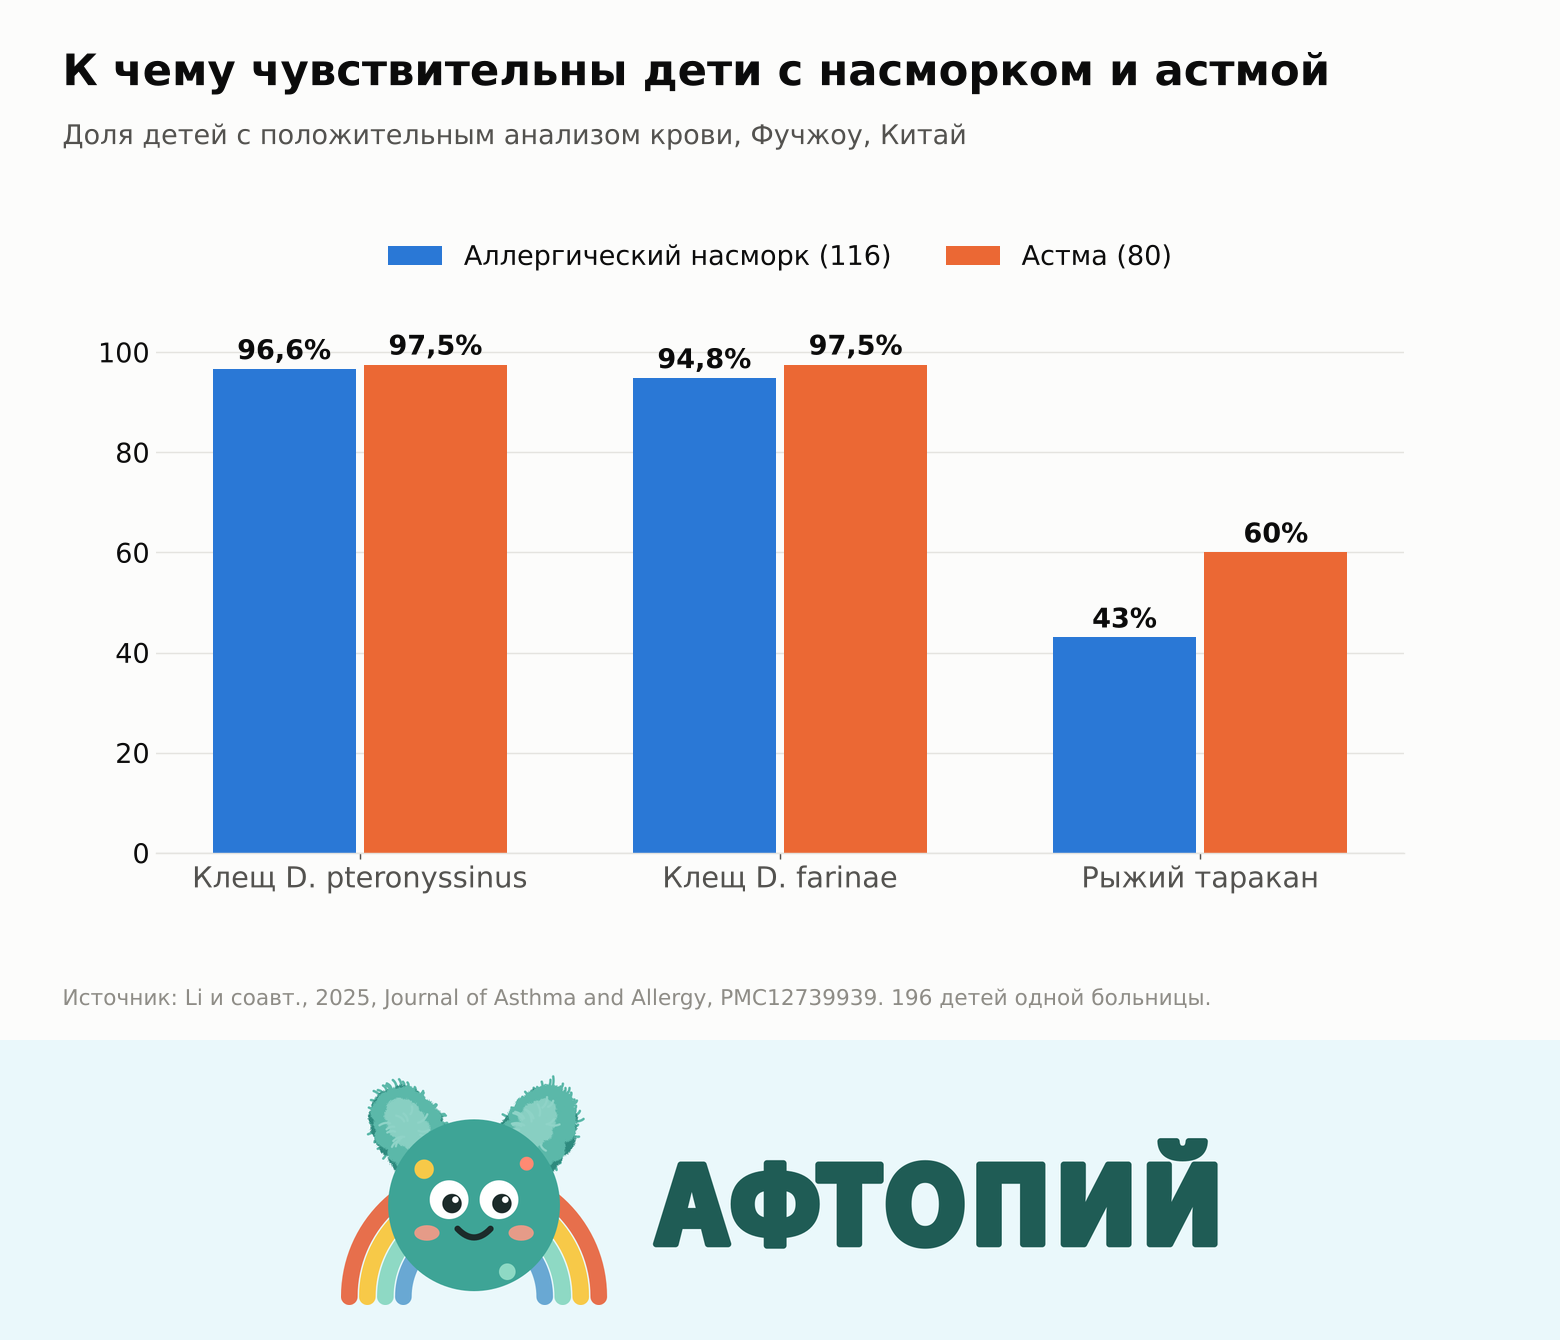 К чему чувствительны дети с насморком и астмой
Доля детей с положительным анализом крови, Фучжоу, Китай
Аллергический насморк (116) Астма (80)
96,6% 97,5% 94,8% 97,5% 43% 60%
100
80
60
40
20
0
Клещ D. pteronyssinus Клещ D. farinae Рыжий таракан
Источник: Li и соавт., 2025, Journal of Asthma and Allergy, PMC12739939. 196 детей одной больницы.
АФТОПИЙ